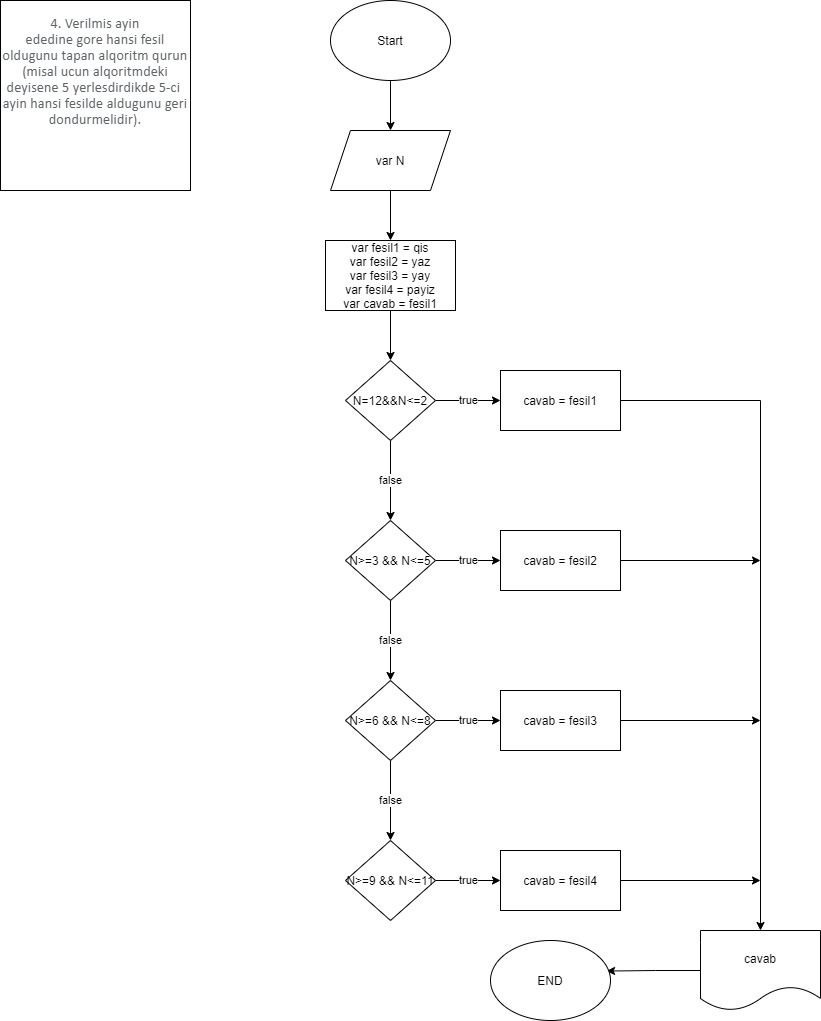 4. Verilmis ayin
ededine gore hansi fesil
oldugunu tapan alqoritm qurun
(misal ucun alqoritmdeki
deyisene 5 yerlesdirdikde 5-ci
ayin hansi fesilde aldugunu geri
dondurmelidir).
Start
var N
var fesil1 = qis
var fesil2 = yaz
var fesil3 = yay
var fesil4 = payiz
var cavab = fesil1
N=12&&N<=2
true
cavab = fesil1
false
N>=3 && N<=5
true
cavab = fesil2
false
N>=6 && N<=8
true
cavab = fesil3
false
N>=9 && N<=11
true
cavab = fesil4
cavab
END